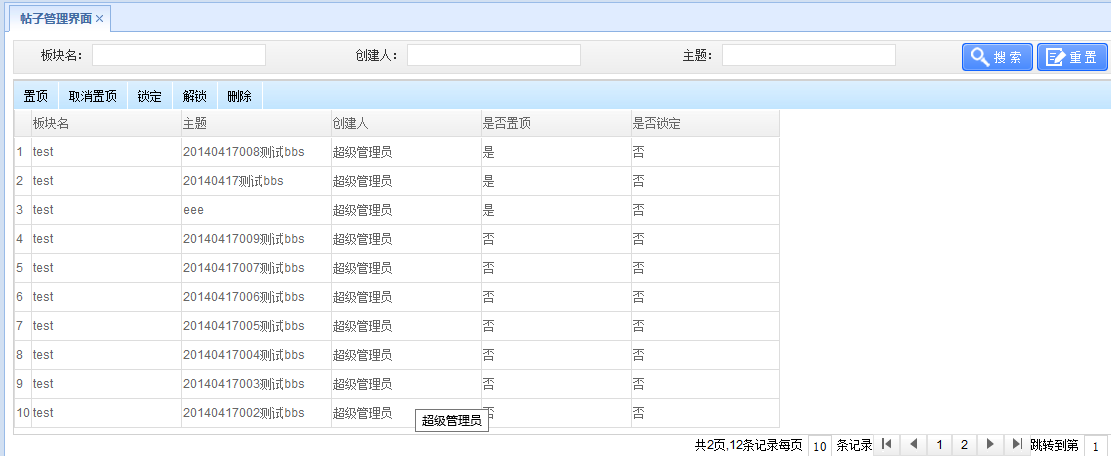 帖子管理界面
板块名： 创建人： 主题： 搜 索 重 置
置顶 取消置顶 锁定 解锁 删除
板块名 主题 创建人 是否置顶 是否锁定
1 test 20140417008测试bbs 超级管理员 是 否
2 test 20140417测试bbs 超级管理员 是 否
3 test eee 超级管理员 是 否
4 test 20140417009测试bbs 超级管理员 否 否
5 test 20140417007测试bbs 超级管理员 否 否
6 test 20140417006测试bbs 超级管理员 否 否
7 test 20140417005测试bbs 超级管理员 否 否
8 test 20140417004测试bbs 超级管理员 否 否
9 test 20140417003测试bbs 超级管理员 否 否
10 test 20140417002测试bbs 超级管理员 否 否
超级管理员
共2页,12条记录每页 10 条记录 1 2 跳转到第 1